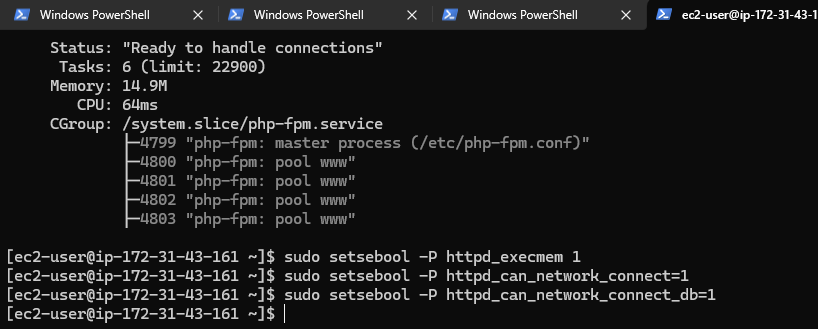 Windows PowerShell
Windows PowerShell
Windows PowerShell
ec2-user@ip-172-31-43-1
Status: "Ready to handle connections"
Tasks: 6 (limit: 22900)
Memory: 14.9M
CPU: 64ms
CGroup: /system.slice/php-fpm.service
├─4799 "php-fpm: master process (/etc/php-fpm.conf)"
├─4800 "php-fpm: pool www"
├─4801 "php-fpm: pool www"
├─4802 "php-fpm: pool www"
├─4803 "php-fpm: pool www"
[ec2-user@ip-172-31-43-161 ~]$ sudo setsebool -P httpd_execmem 1
[ec2-user@ip-172-31-43-161 ~]$ sudo setsebool -P httpd_can_network_connect=1
[ec2-user@ip-172-31-43-161 ~]$ sudo setsebool -P httpd_can_network_connect_db=1
[ec2-user@ip-172-31-43-161 ~]$